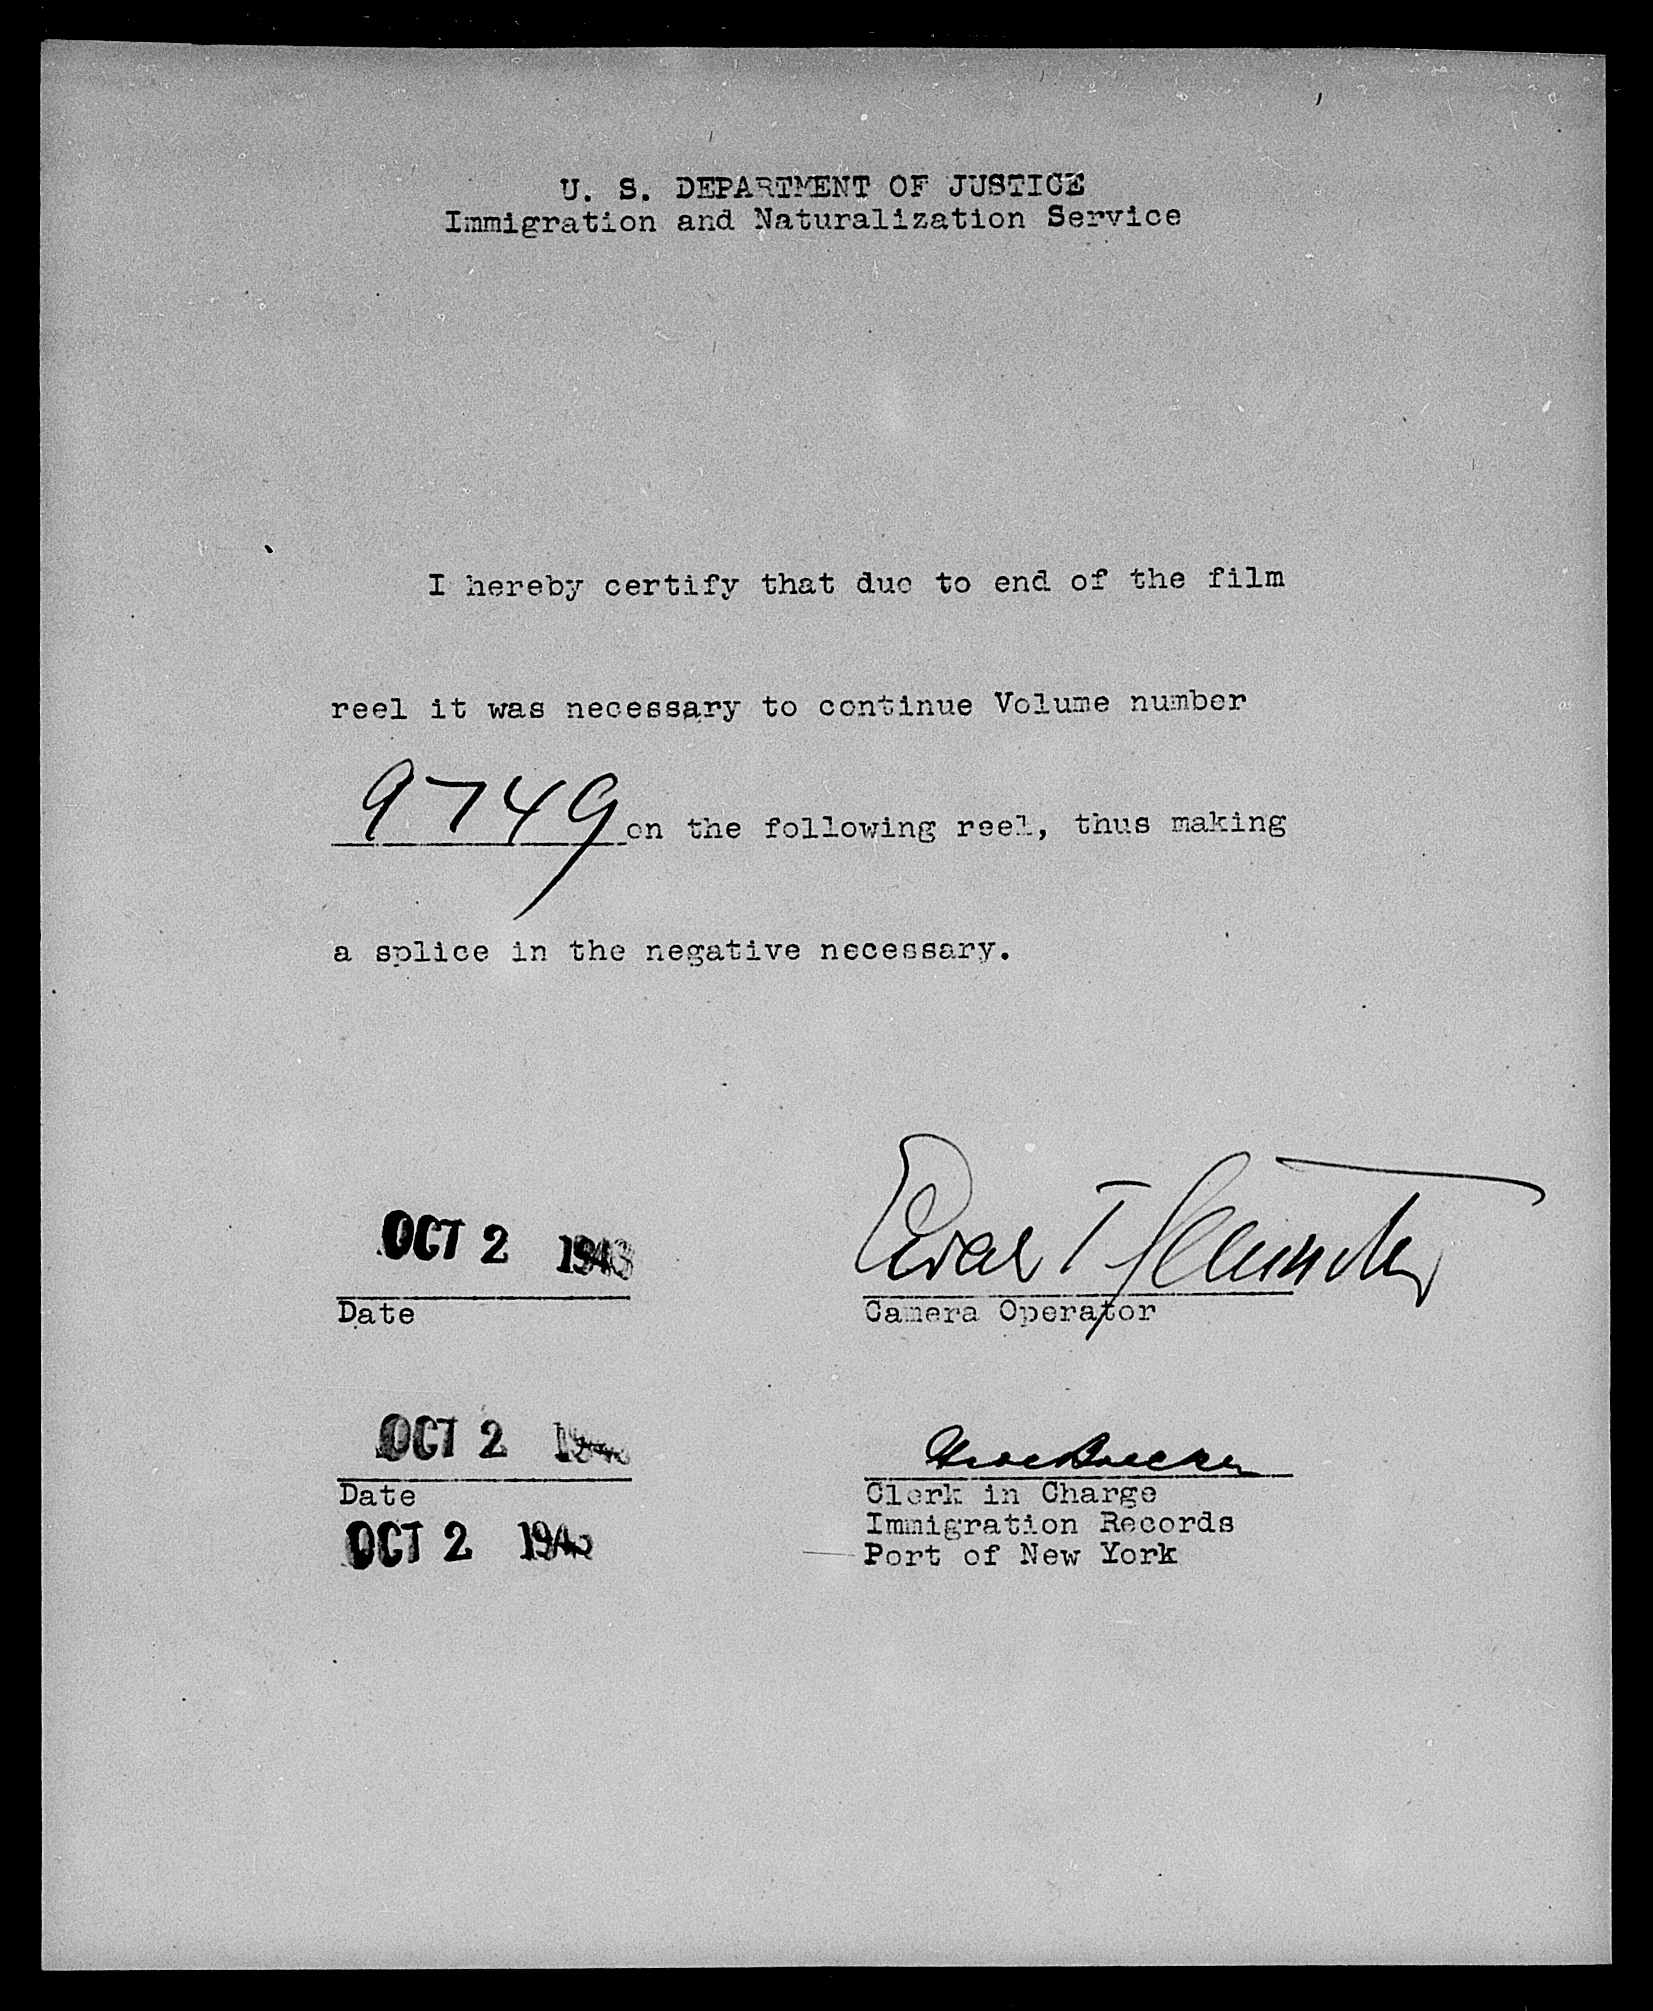 U. S. DEPARTMENT OF JUSTICE
Immigration and Naturalization Service
I hereby certify that due to end of the film
reel it was necessary to continue Volume number
9749 on the following reel, thus making
a splice in the negative necessary.
OCT 2 1943
Date
Camera Operator
OCT 2
Date
Clerk in Charge
Immigration Records
OCT 2
Port of New York